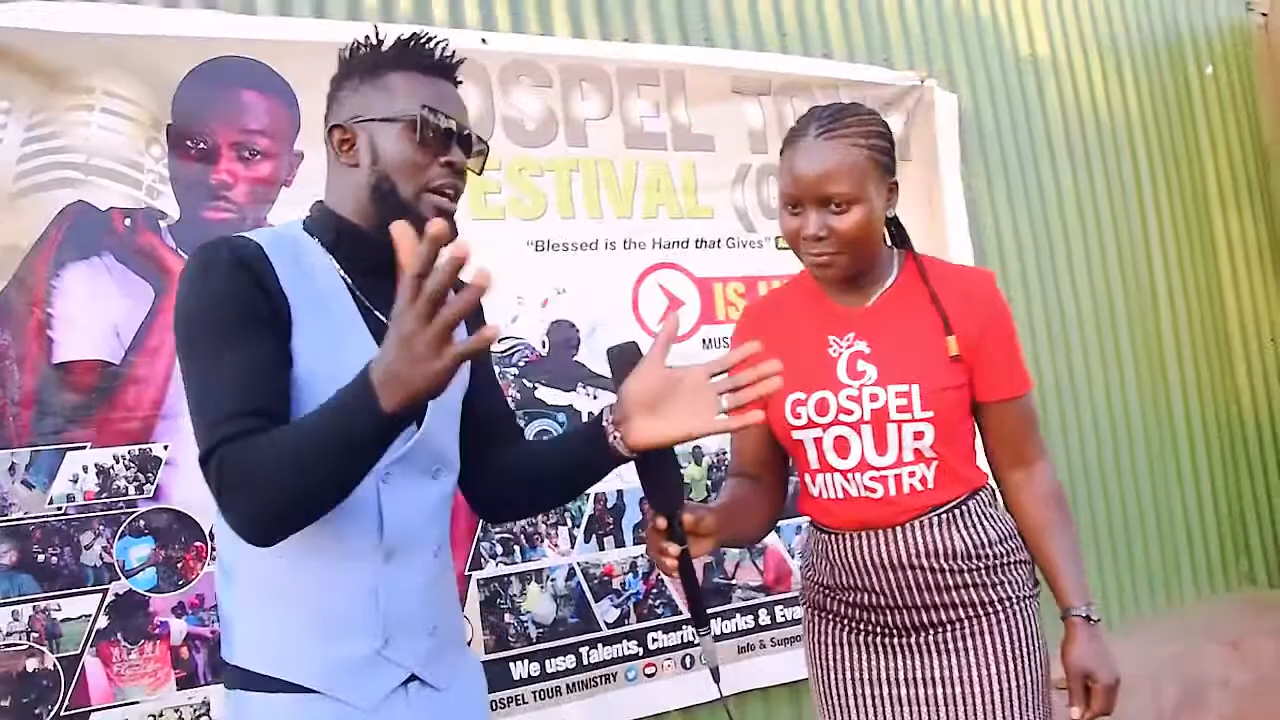 OSPEL TOUR
ESTIVAL (G
"Blessed is the Hand that Gives"
IS
MUS
G
GOSPEL
TOUR
MINISTRY
We use Talents, Charity Works & Eva
Info & Suppo
OSPEL TOUR MINISTRY